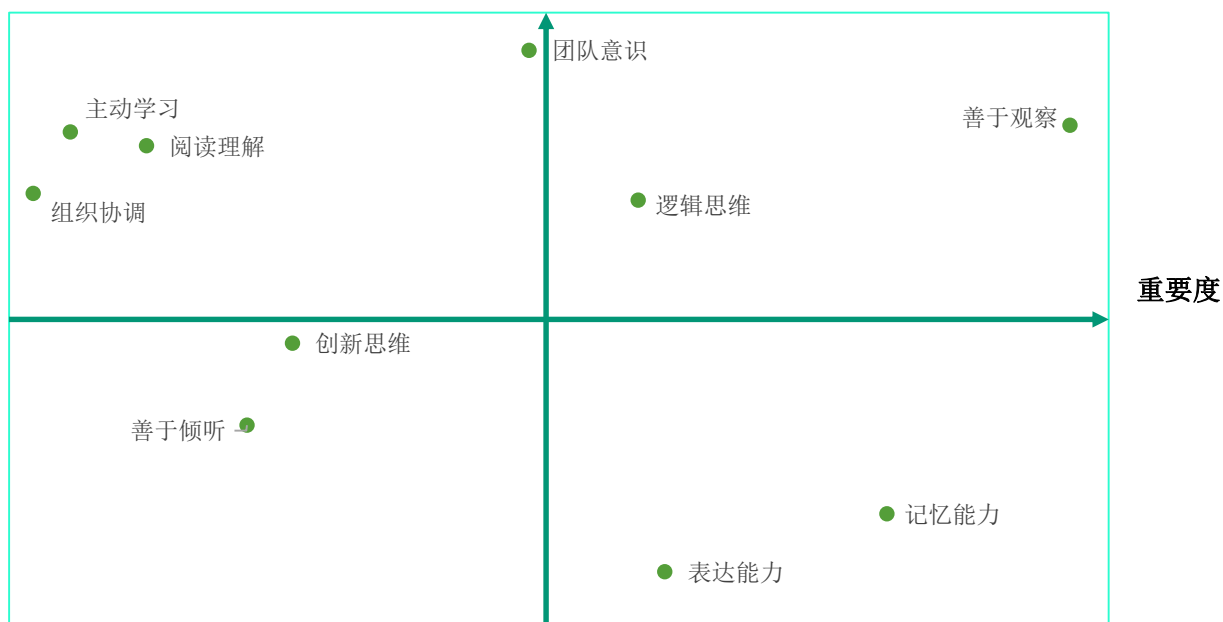 团队意识
主动学习
善于观察
阅读理解
逻辑思维
组织协调
重要度
创新思维
善于倾听
记忆能力
表达能力